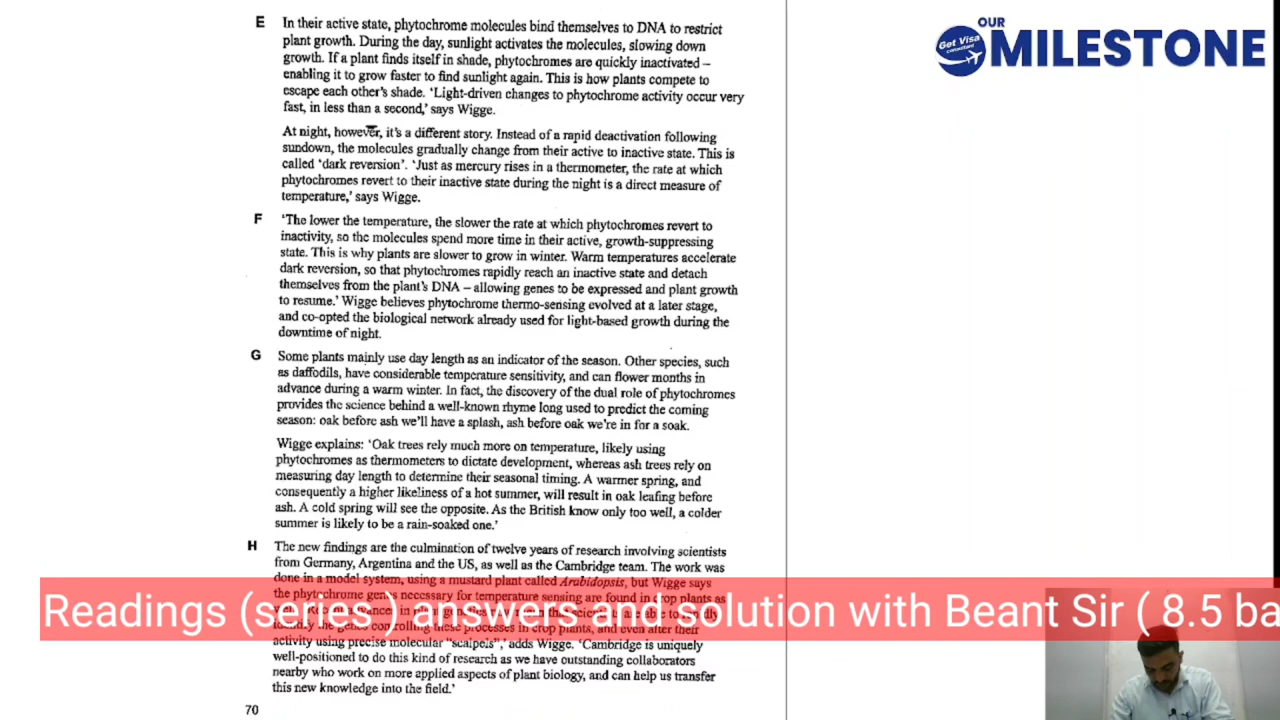 E In their active state, phytochrome molecules bind themselves to DNA to restrict
plant growth. During the day, sunlight activates the molecules, slowing down
growth. If a plant finds itself in shade, phytochromes are quickly inactivated –
enabling it to grow faster to find sunlight again. This is how plants compete to
escape each other's shade. 'Light-driven changes to phytochrome activity occur very
fast, in less than a second,' says Wigge.
At night, however, it's a different story. Instead of a rapid deactivation following
sundown, the molecules gradually change from their active to inactive state. This is
called 'dark reversion'. 'Just as mercury rises in a thermometer, the rate at which
phytochromes revert to their inactive state during the night is a direct measure of
temperature,' says Wigge.
F 'The lower the temperature, the slower the rate at which phytochromes revert to
inactivity, so the molecules spend more time in their active, growth-suppressing
state. This is why plants are slower to grow in winter. Warm temperatures accelerate
dark reversion, so that phytochromes rapidly reach an inactive state and detach
themselves from the plant's DNA – allowing genes to be expressed and plant growth
to resume.' Wigge believes phytochrome thermo-sensing evolved at a later stage,
and co-opted the biological network already used for light-based growth during the
downtime of night.
G Some plants mainly use day length as an indicator of the season. Other species, such
as daffodils, have considerable temperature sensitivity, and can flower months in
advance during a warm winter. In fact, the discovery of the dual role of phytochromes
provides the science behind a well-known rhyme long used to predict the coming
season: oak before ash we'll have a splash, ash before oak we're in for a soak.
Wigge explains: 'Oak trees rely much more on temperature, likely using
phytochromes as thermometers to dictate development, whereas ash trees rely on
measuring day length to determine their seasonal timing. A warmer spring, and
consequently a higher likeliness of a hot summer, will result in oak leafing before
ash. A cold spring will see the opposite. As the British know only too well, a colder
summer is likely to be a rain-soaked one.'
H The new findings are the culmination of twelve years of research involving scientists
from Germany, Argentina and the US, as well as the Cambridge team. The work was
done in a model system, using a mustard plant called Arabidopsis, but Wigge says
the phytochrome genes necessary for temperature sensing are found in crop plants as
identify the genes controlling these processes in crop plants, and even alter their
activity using precise molecular "scalpels",' adds Wigge. 'Cambridge is uniquely
well-positioned to do this kind of research as we have outstanding collaborators
nearby who work on more applied aspects of plant biology, and can help us transfer
this new knowledge into the field.'
70
OUR
MILESTONE
Get Visa
consultant
Readings (series) answers and solution with Beant Sir ( 8.5 ba